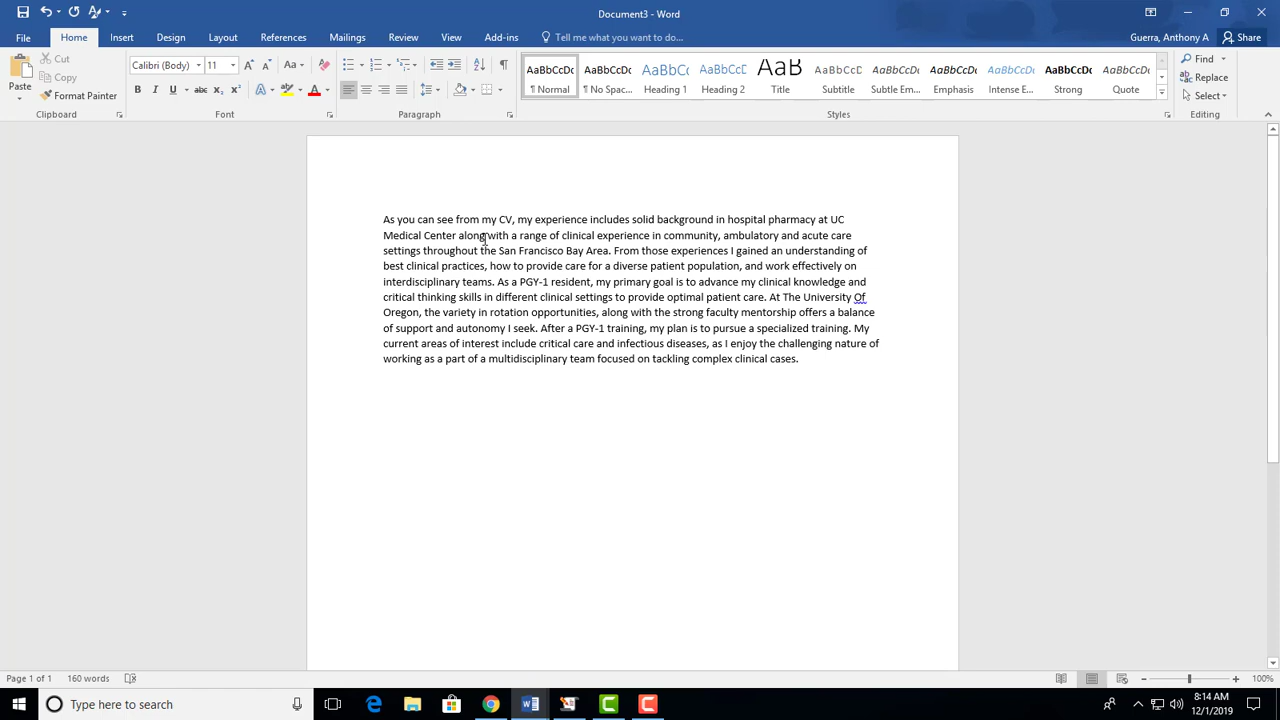 Document3 - Word
File Home Insert Design Layout References Mailings Review View Add-ins Tell me what you want to do... Guerra, Anthony A Share
Paste
Cut
Copy
Format Painter
Clipboard
Calibri (Body) 11
Font
Paragraph
AaBbCcDc AaBbCcDc AaBbCc AaBbCcD AaB AaBbCcD AaBbCcDc AaBbCcDc AaBbCcDc AaBbCcDc AaBbCcDc
¶ Normal ¶ No Spac... Heading 1 Heading 2 Title Subtitle Subtle Em... Emphasis Intense E... Strong Quote
Styles
Find
Replace
Select
Editing
As you can see from my CV, my experience includes solid background in hospital pharmacy at UC
Medical Center along with a range of clinical experience in community, ambulatory and acute care
settings throughout the San Francisco Bay Area. From those experiences I gained an understanding of
best clinical practices, how to provide care for a diverse patient population, and work effectively on
interdisciplinary teams. As a PGY-1 resident, my primary goal is to advance my clinical knowledge and
critical thinking skills in different clinical settings to provide optimal patient care. At The University Of
Oregon, the variety in rotation opportunities, along with the strong faculty mentorship offers a balance
of support and autonomy I seek. After a PGY-1 training, my plan is to pursue a specialized training. My
current areas of interest include critical care and infectious diseases, as I enjoy the challenging nature of
working as a part of a multidisciplinary team focused on tackling complex clinical cases.
Page 1 of 1 160 words 100%
Type here to search
8:14 AM
12/1/2019